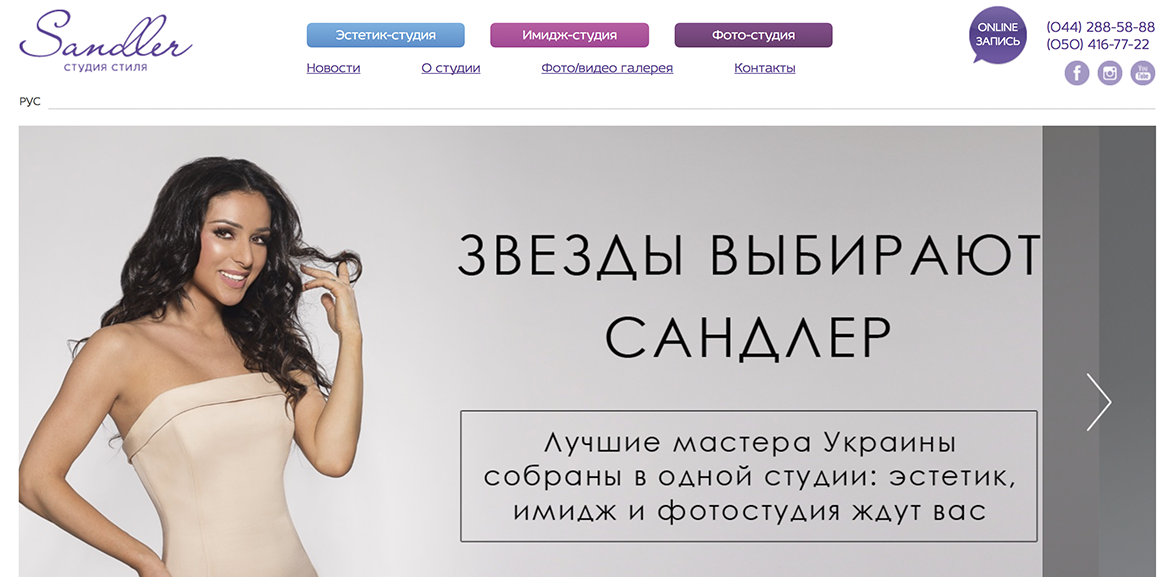 Sandler
студия стиля
Эстетик-студия
Имидж-студия
Фото-студия
Новости
О студии
Фото/видео галерея
Контакты
ONLINE
ЗАПИСЬ
(044) 288-58-88
(050) 416-77-22
f
You
Tube
РУС
ЗВЕЗДЫ ВЫБИРАЮТ
САНДЛЕР
Лучшие мастера Украины
собраны в одной студии: эстетик,
имидж и фотостудия ждут вас